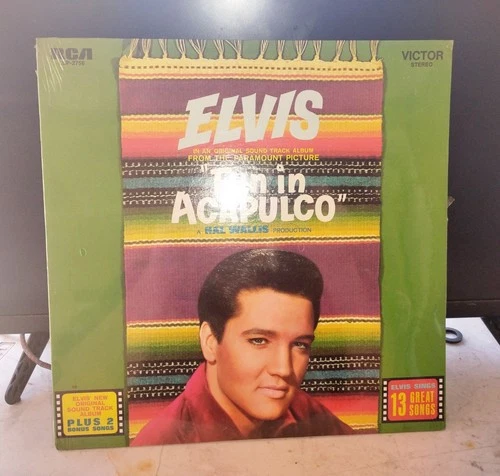 RCA
VICTOR
STEREO
ELVIS
IN AN ORIGINAL SOUND TRACK ALBUM
FROM THE PARAMOUNT PICTURE
in
ACAPULCO"
A HAL WALLIS PRODUCTION
ELVIS' NEW
ORIGINAL
SOUND TRACK
ALBUM
PLUS 2
BONUS SONGS
ELVIS SINGS
13 GREAT
SONGS